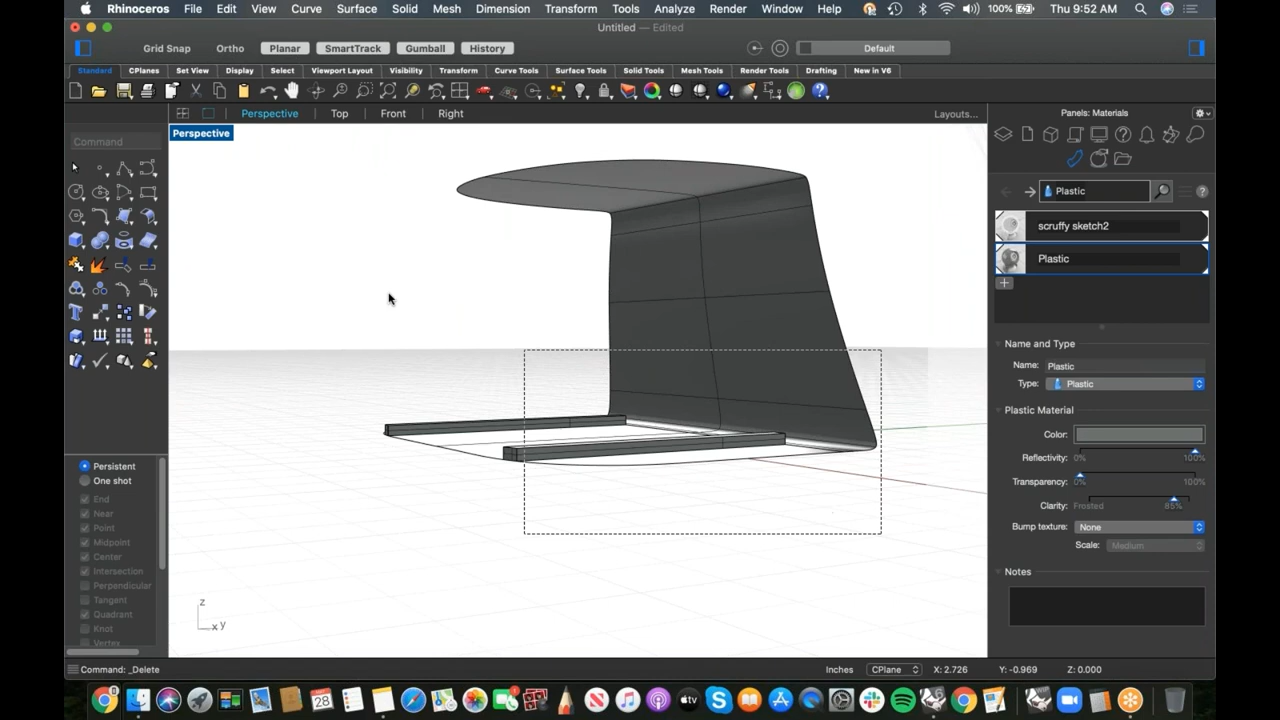 Rhinoceros File Edit View Curve Surface Solid Mesh Dimension Transform Tools Analyze Render Window Help 100% Thu 9:52 AM
Untitled — Edited
Grid Snap Ortho Planar SmartTrack Gumball History Default
Standard CPlanes Set View Display Select Viewport Layout Visibility Transform Curve Tools Surface Tools Solid Tools Mesh Tools Render Tools Drafting New in V6
Perspective Top Front Right Layouts...
Panels: Materials
Perspective
Command
Plastic
scruffy sketch2
Plastic
Name and Type
Name: Plastic
Type: Plastic
Plastic Material
Color:
Reflectivity: 0% 100%
Transparency: 0% 100%
Clarity: Frosted 85%
Bump texture: None
Scale: Medium
Notes
Persistent
One shot
End
Near
Point
Midpoint
Center
Intersection
Perpendicular
Tangent
Quadrant
Knot
Vertex
z
x y
Command: _Delete
Inches CPlane X: 2.726 Y: -0.969 Z: 0.000
28
tv